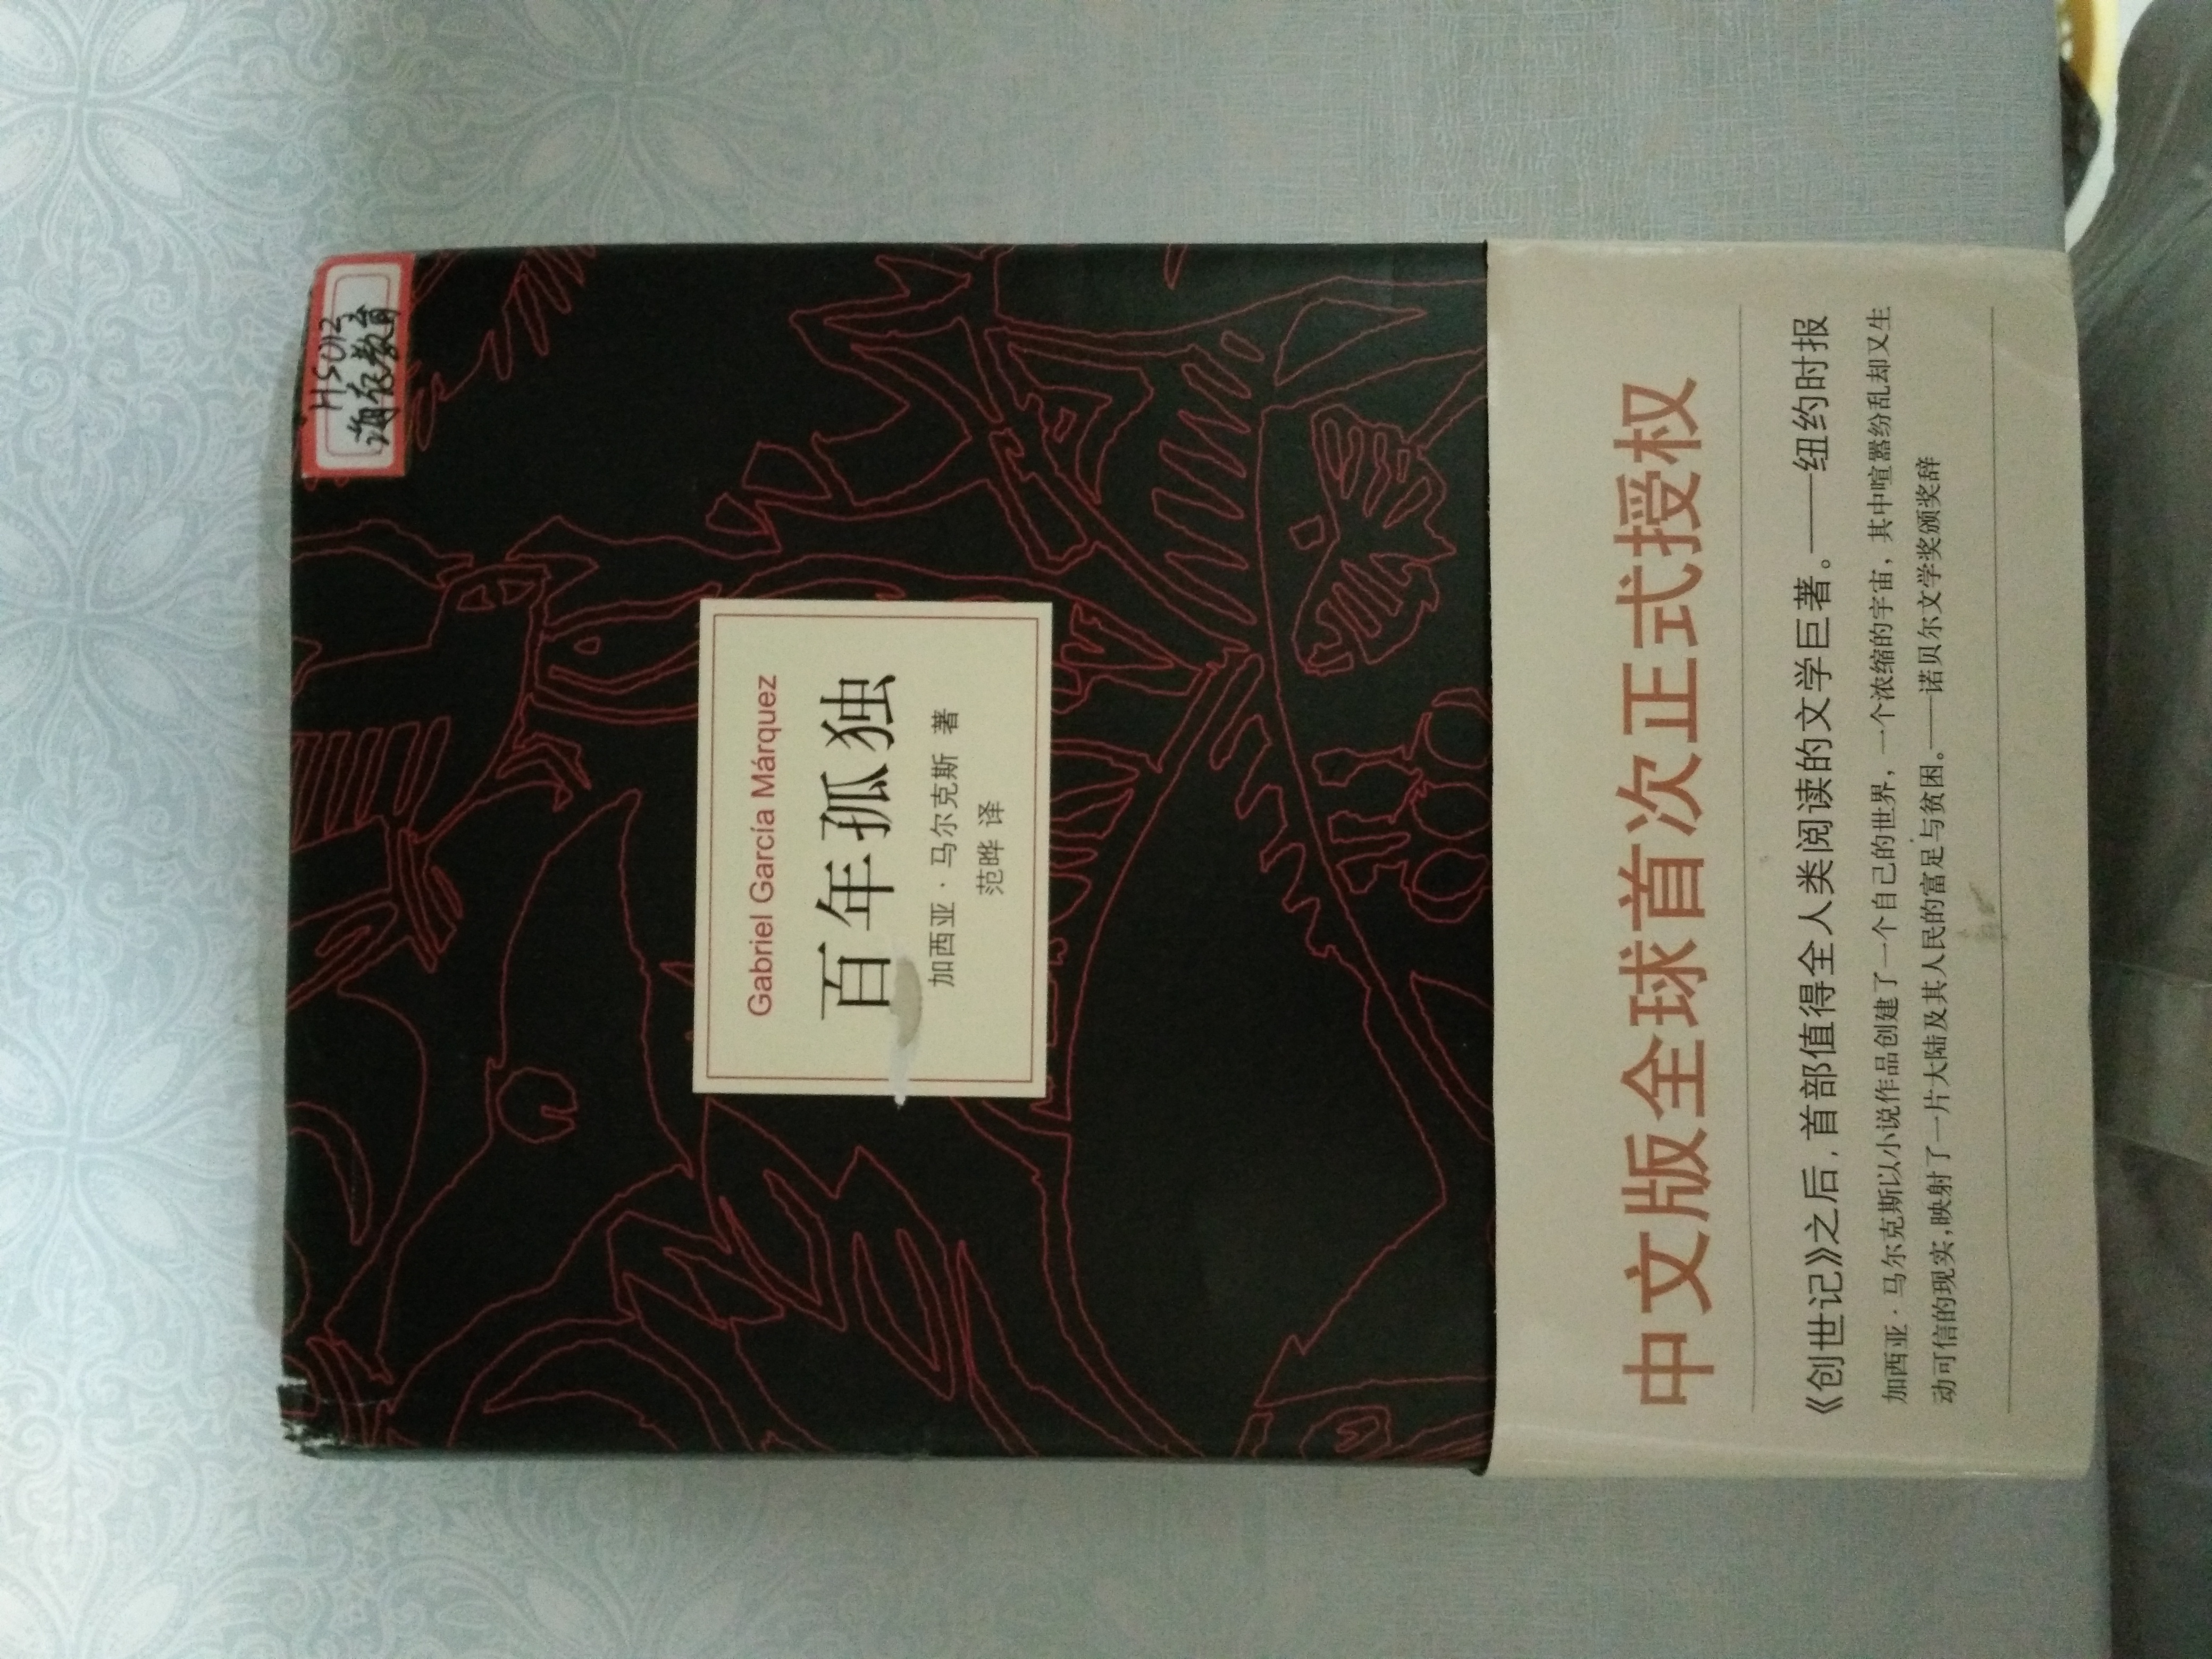 HS012
教育
Gabriel García Márquez
百年孤独
加西亚·马尔克斯 著
范晔 译
中文版全球首次正式授权
《创世记》之后,首部值得全人类阅读的文学巨著。——纽约时报
加西亚·马尔克斯以小说作品创建了一个自己的世界,一个浓缩的宇宙,其中喧嚣纷乱却又生
动可信的现实,映射了一片大陆及其人民的富足与贫困。——诺贝尔文学奖颁奖辞